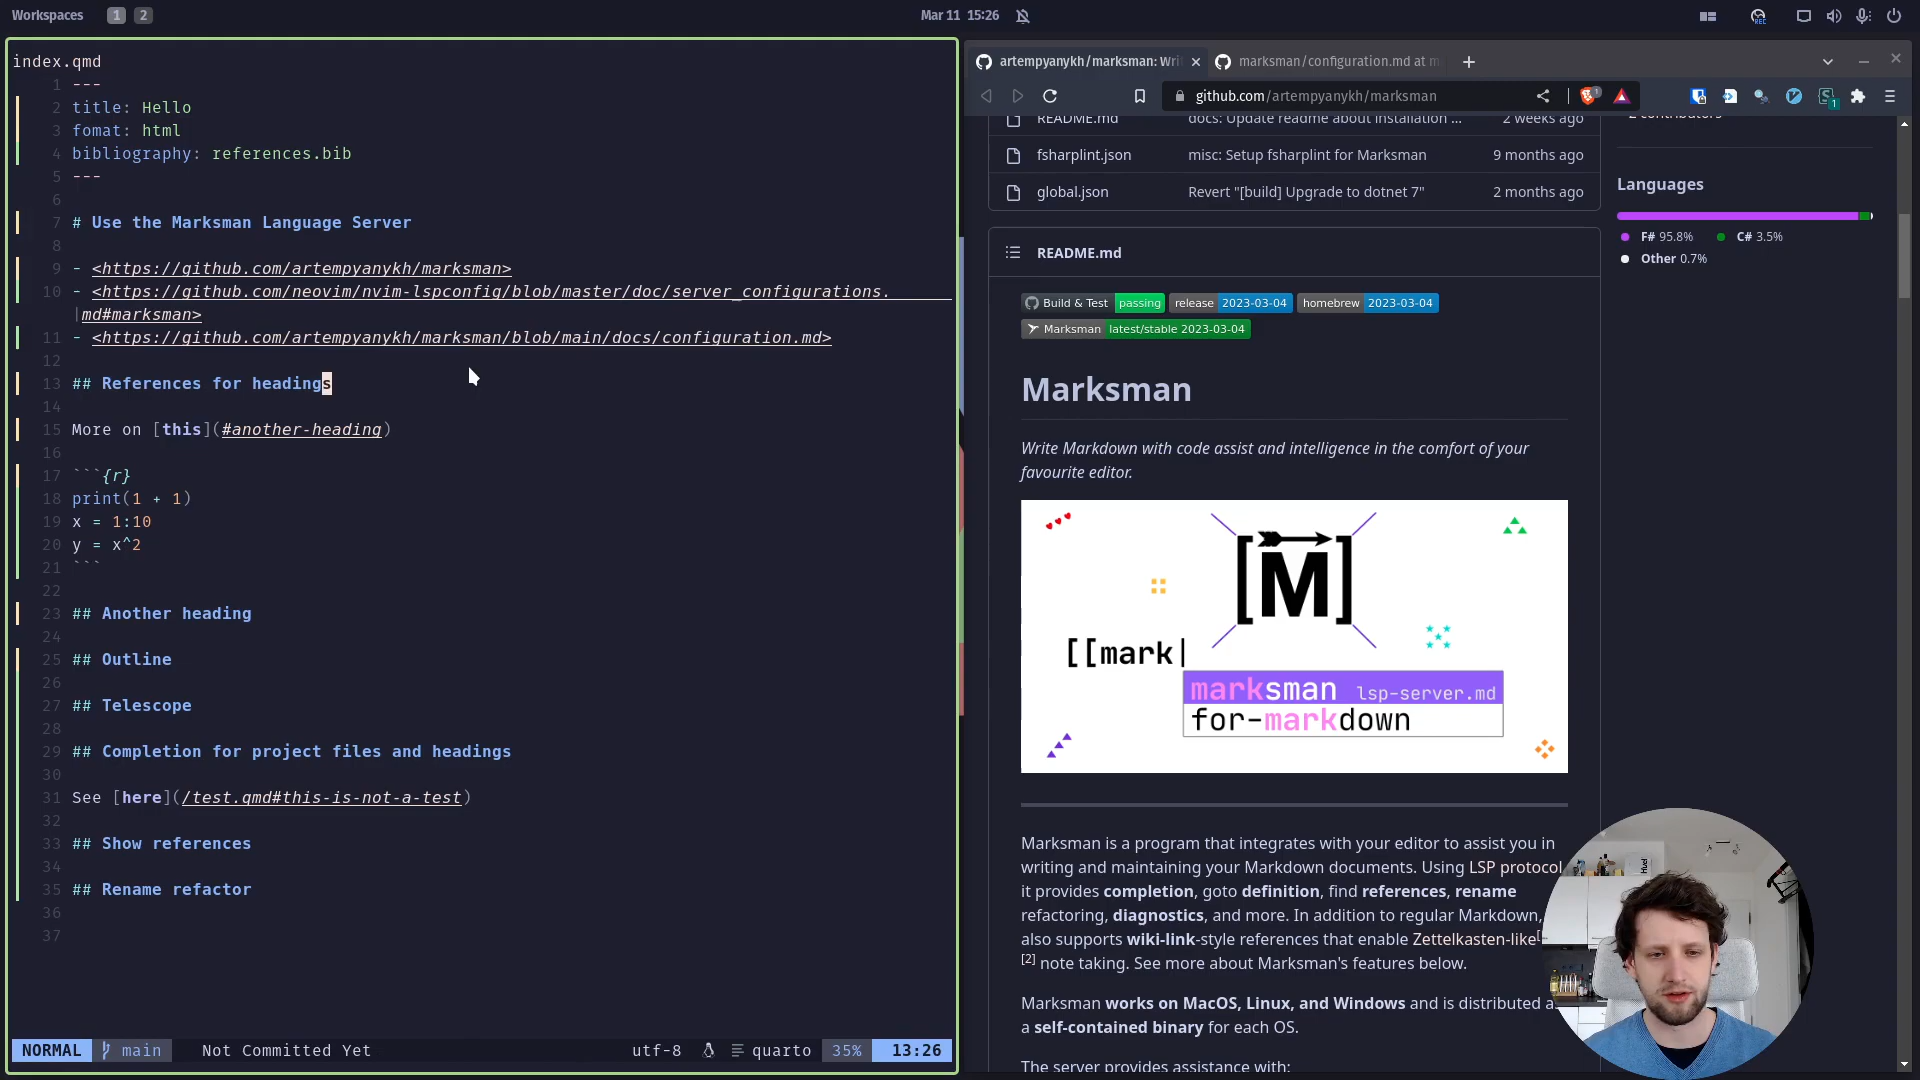 Workspaces 1 2 Mar 11 15:26
REC
index.qmd
1 ---
2 title: Hello
3 fomat: html
4 bibliography: references.bib
5 ---
6
7 # Use the Marksman Language Server
8
9 - <https://github.com/artempyanykh/marksman>
10 - <https://github.com/neovim/nvim-lspconfig/blob/master/doc/server_configurations.
|md#marksman>
11 - <https://github.com/artempyanykh/marksman/blob/main/docs/configuration.md>
12
13 ## References for headings
14
15 More on [this](#another-heading)
16
17 ```{r}
18 print(1 + 1)
19 x = 1:10
20 y = x^2
21 ```
22
23 ## Another heading
24
25 ## Outline
26
27 ## Telescope
28
29 ## Completion for project files and headings
30
31 See [here](/test.qmd#this-is-not-a-test)
32
33 ## Show references
34
35 ## Rename refactor
36
37
NORMAL main Not Committed Yet utf-8 quarto 35% 13:26
artempyanykh/marksman: Wri marksman/configuration.md at m
github.com/artempyanykh/marksman 1 1
README.md docs: Update readme about installation ... 2 weeks ago
fsharplint.json misc: Setup fsharplint for Marksman 9 months ago
global.json Revert "[build] Upgrade to dotnet 7" 2 months ago
2 contributors
Languages
F# 95.8% C# 3.5%
Other 0.7%
README.md
Build & Test passing release 2023-03-04 homebrew 2023-03-04
Marksman latest/stable 2023-03-04
Marksman
Write Markdown with code assist and intelligence in the comfort of your
favourite editor.
[M]
[[mark|
marksman lsp-server.md
for-markdown
Marksman is a program that integrates with your editor to assist you in
writing and maintaining your Markdown documents. Using LSP protocol
it provides completion, goto definition, find references, rename
refactoring, diagnostics, and more. In addition to regular Markdown,
also supports wiki-link-style references that enable Zettelkasten-like
[2] note taking. See more about Marksman's features below.
Marksman works on MacOS, Linux, and Windows and is distributed a
a self-contained binary for each OS.
The server provides assistance with:
Huel